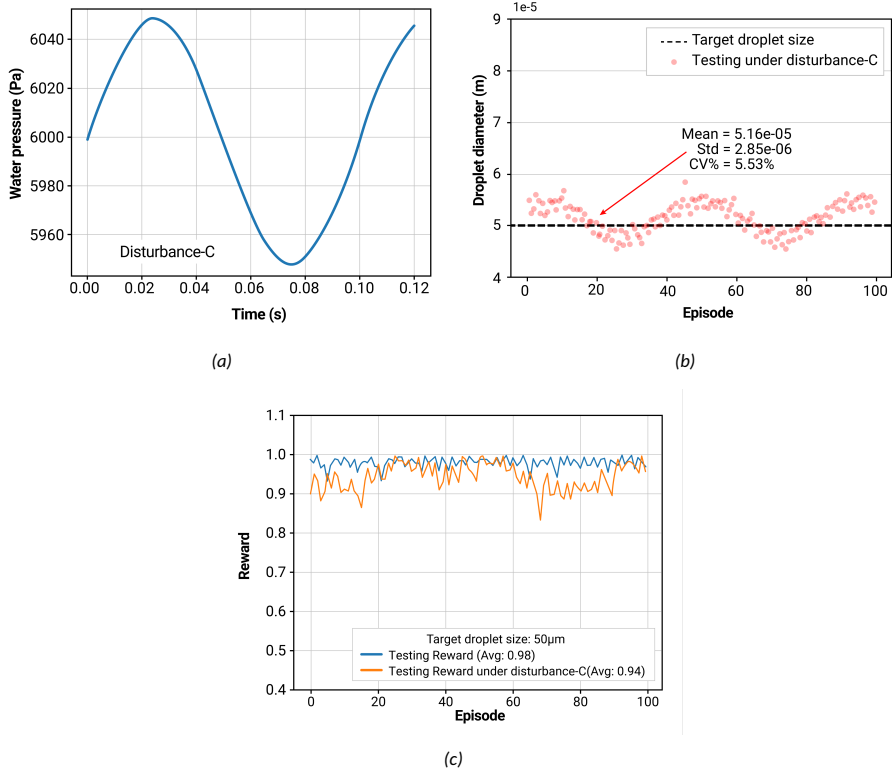 6040
6020
6000
5980
5960
Water pressure (Pa)
Disturbance-C
0.00 0.02 0.04 0.06 0.08 0.10 0.12
Time (s)
(a)
1e-5
9
8
7
6
5
4
Droplet diameter (m)
Target droplet size
Testing under disturbance-C
Mean = 5.16e-05
Std = 2.85e-06
CV% = 5.53%
0 20 40 60 80 100
Episode
(b)
1.1
1.0
0.9
0.8
0.7
0.6
0.5
0.4
Reward
Target droplet size: 50μm
Testing Reward (Avg: 0.98)
Testing Reward under disturbance-C(Avg: 0.94)
0 20 40 60 80 100
Episode
(c)